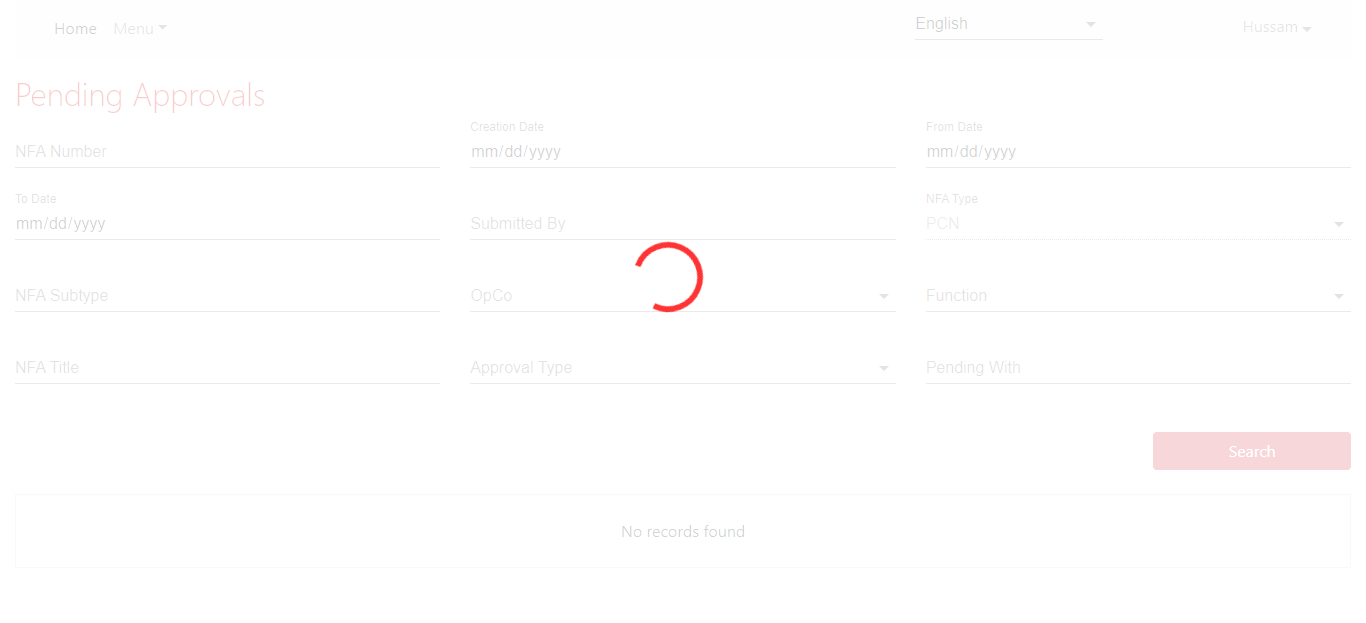 Home Menu English Hussam
Pending Approvals
Creation Date From Date
NFA Number mm/dd/yyyy mm/dd/yyyy
To Date NFA Type
mm/dd/yyyy Submitted By PCN
NFA Subtype OpCo Function
NFA Title Approval Type Pending With
Search
No records found